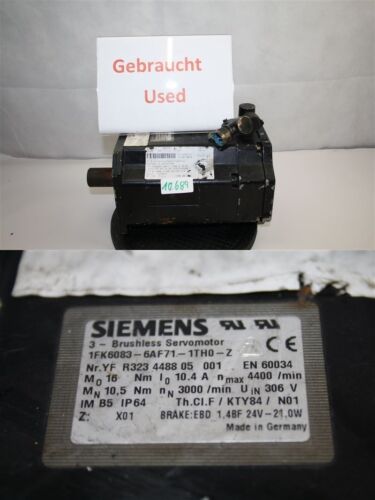 Gebraucht
Used
10.684
SIEMENS
3 ~ Brushless Servomotor
1FK6083-6AF71-1TH0-Z
Nr.YF R323 4488 05 001 EN 60034
M0 16 Nm I0 10.4 A nmax 4400 /min
MN 10,5 Nm nN 3000 /min UIN 306 V
IM B5 IP64 Th.Cl.F / KTY84 / N01
Z: X01 BRAKE:EBD 1,4BF 24V-21,0W
Made in Germany